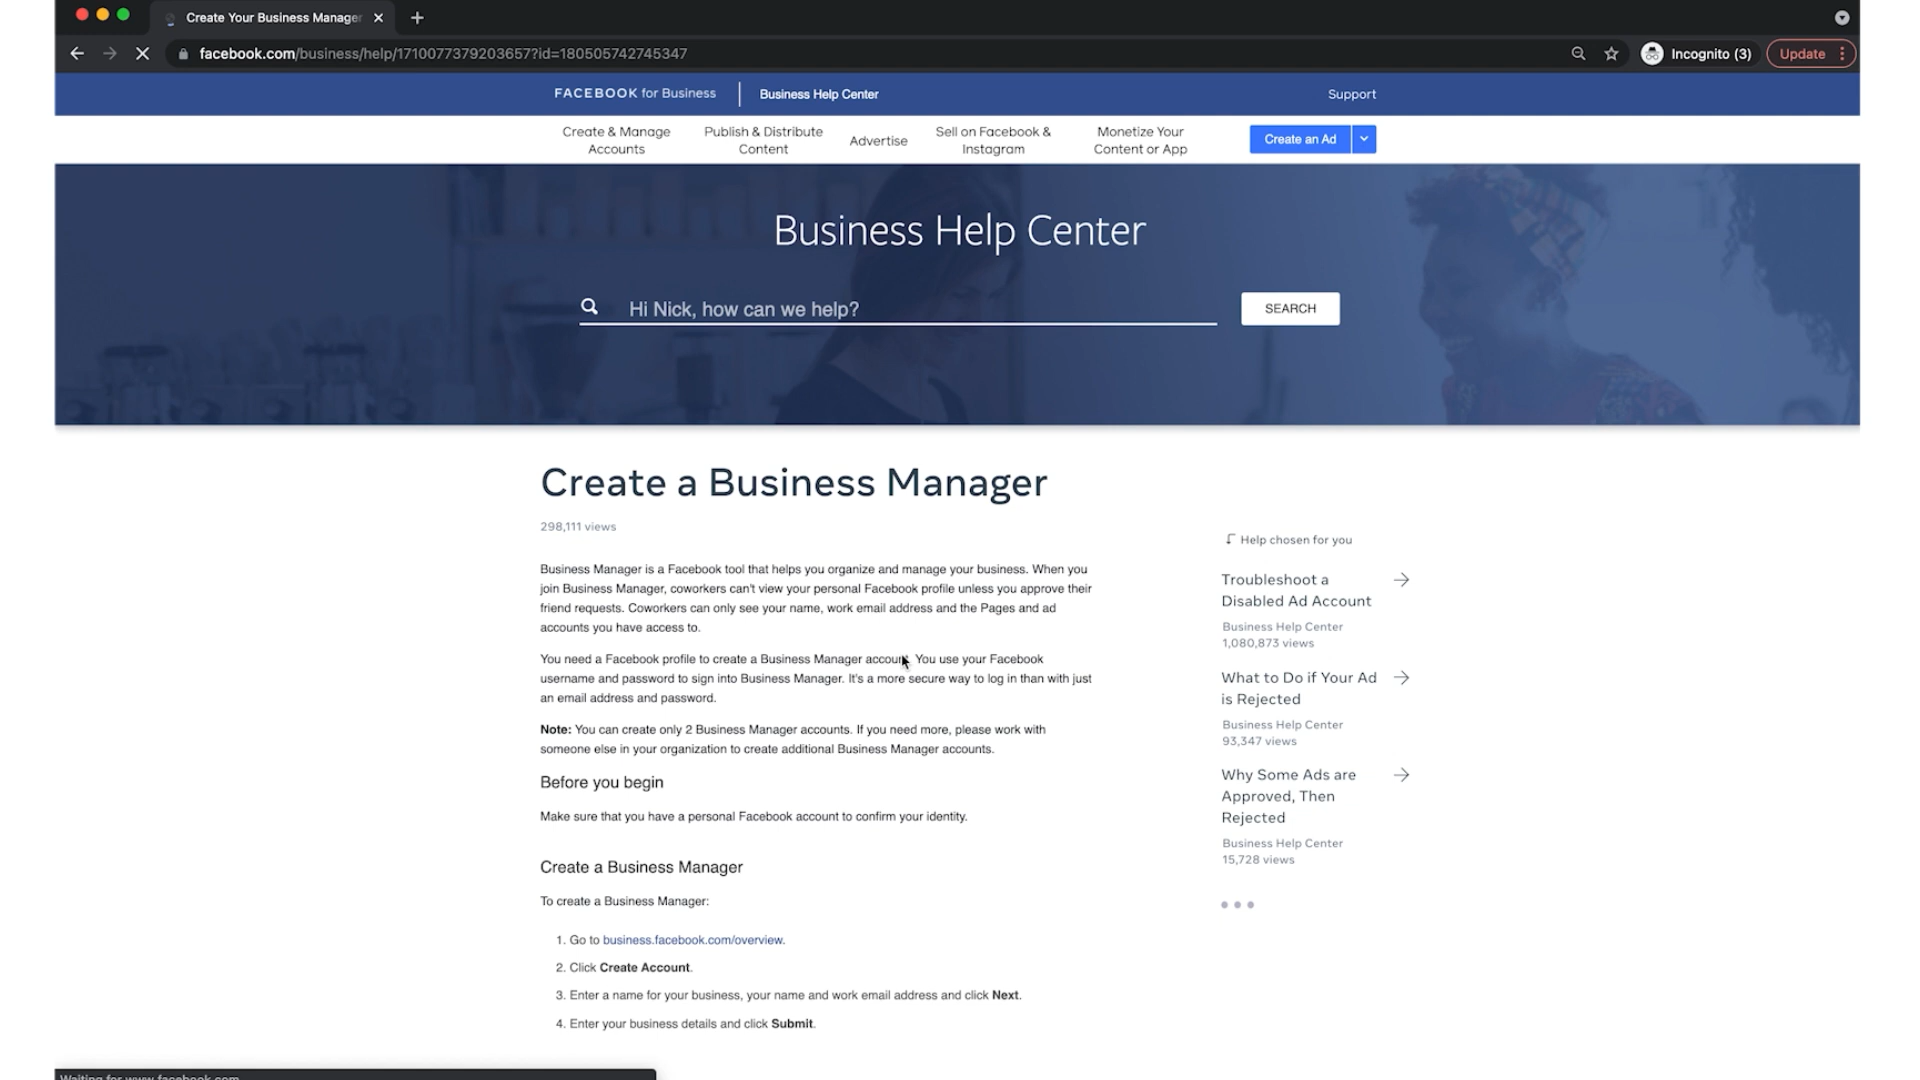 Create Your Business Manager
facebook.com/business/help/1710077379203657?id=180505742745347
Incognito (3)
Update
FACEBOOK for Business
Business Help Center
Support
Create & Manage
Accounts
Publish & Distribute
Content
Advertise
Sell on Facebook &
Instagram
Monetize Your
Content or App
Create an Ad
Business Help Center
Hi Nick, how can we help?
SEARCH
Create a Business Manager
298,111 views
Business Manager is a Facebook tool that helps you organize and manage your business. When you
join Business Manager, coworkers can't view your personal Facebook profile unless you approve their
friend requests. Coworkers can only see your name, work email address and the Pages and ad
accounts you have access to.
You need a Facebook profile to create a Business Manager account. You use your Facebook
username and password to sign into Business Manager. It's a more secure way to log in than with just
an email address and password.
Note: You can create only 2 Business Manager accounts. If you need more, please work with
someone else in your organization to create additional Business Manager accounts.
Before you begin
Make sure that you have a personal Facebook account to confirm your identity.
Create a Business Manager
To create a Business Manager:
1. Go to business.facebook.com/overview.
2. Click Create Account.
3. Enter a name for your business, your name and work email address and click Next.
4. Enter your business details and click Submit.
Help chosen for you
Troubleshoot a
Disabled Ad Account
Business Help Center
1,080,873 views
What to Do if Your Ad
is Rejected
Business Help Center
93,347 views
Why Some Ads are
Approved, Then
Rejected
Business Help Center
15,728 views
Waiting for www.facebook.com